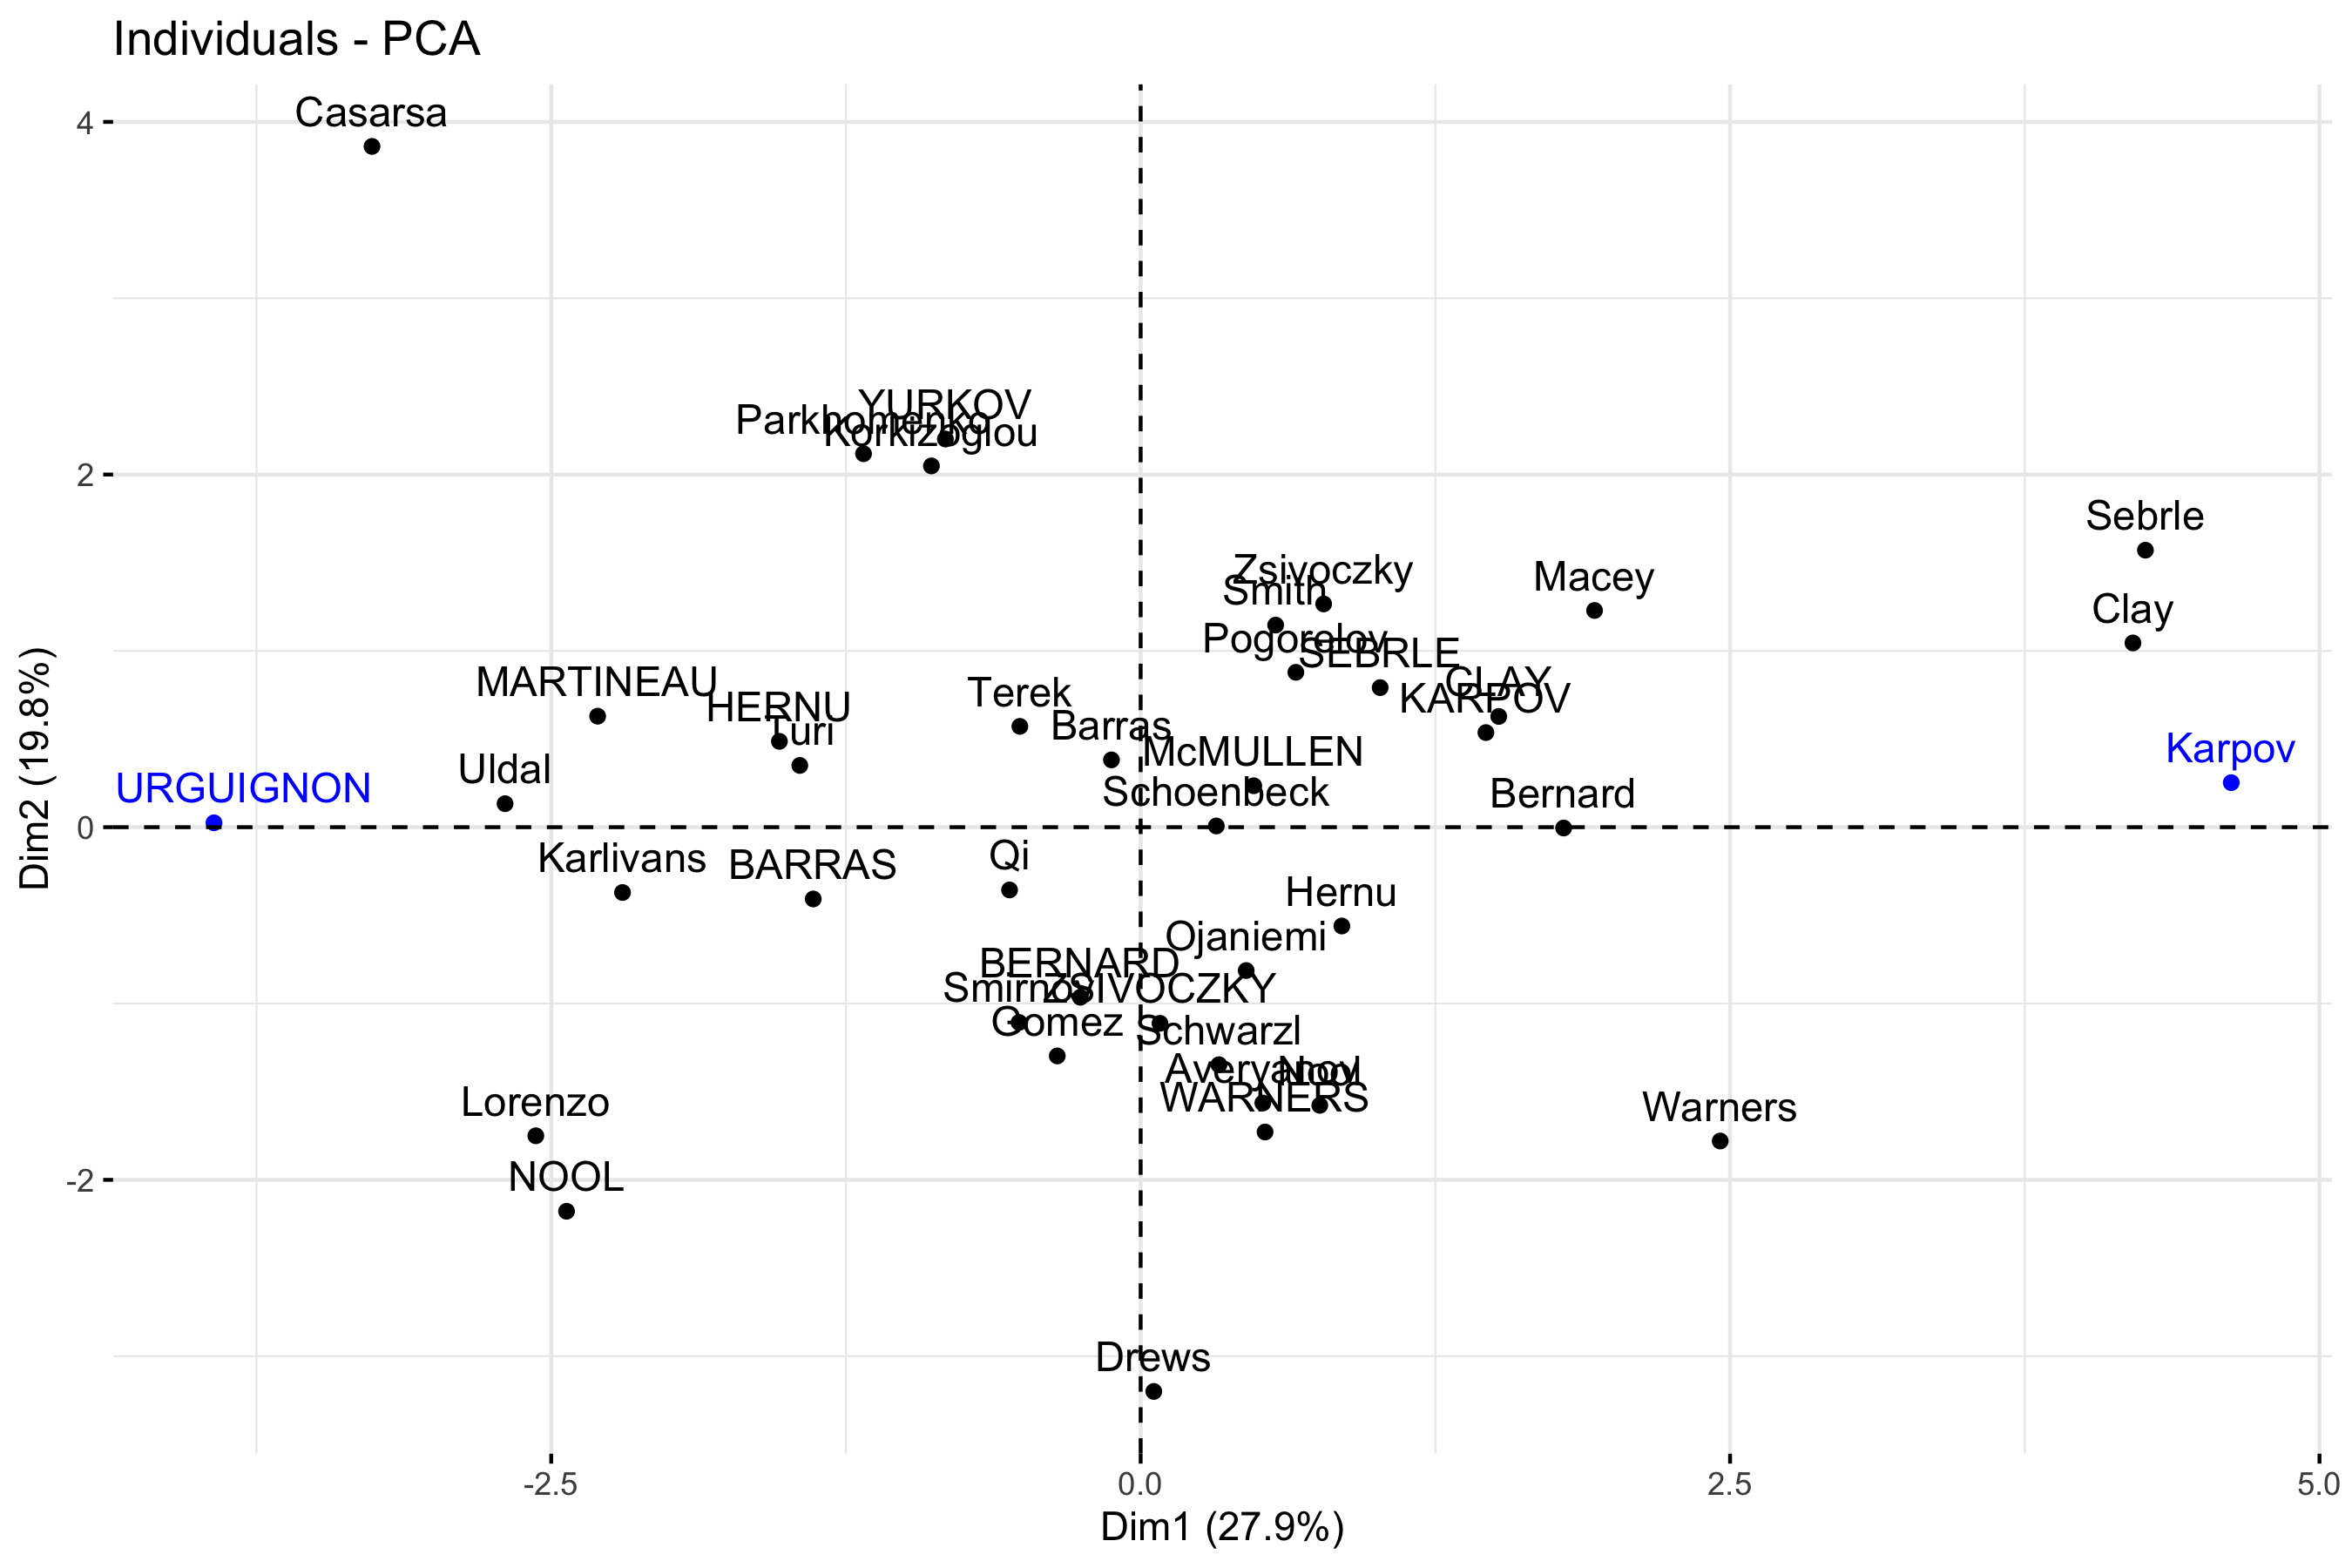 Individuals - PCA
Casarsa
4
YURKOV
Parkhomenko
Korkizoglou
2
Sebrle
Zsivoczky
Macey
Smith
Clay
Pogorelov
SEBRLE
MARTINEAU
CLAY
Terek
KARPOV
HERNU
Barras
Turi
McMULLEN
Karpov
Uldal
URGUIGNON
Schoenbeck
Bernard
0
Dim2 (19.8%)
Qi
Karlivans
BARRAS
Hernu
Ojaniemi
BERNARD
Smirnov
ZSIVOCZKY
Gomez
Schwarzl
Averyanov
Nool
WARNERS
Lorenzo
Warners
NOOL
-2
Drews
-2.5
0.0
2.5
5.0
Dim1 (27.9%)